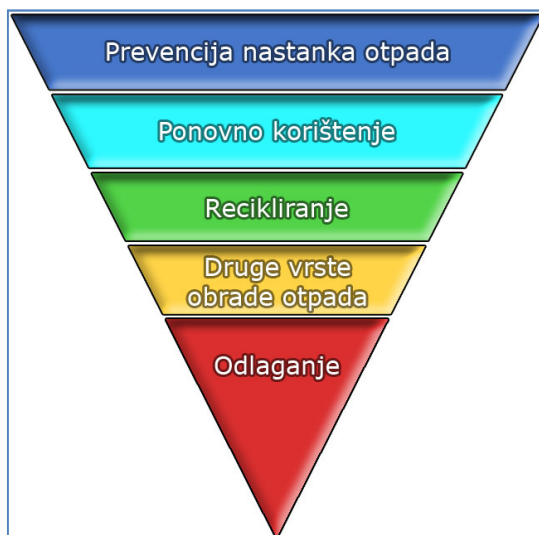 Prevencija nastanka otpada
Ponovno korištenje
Recikliranje
Druge vrste
obrade otpada
Odlaganje